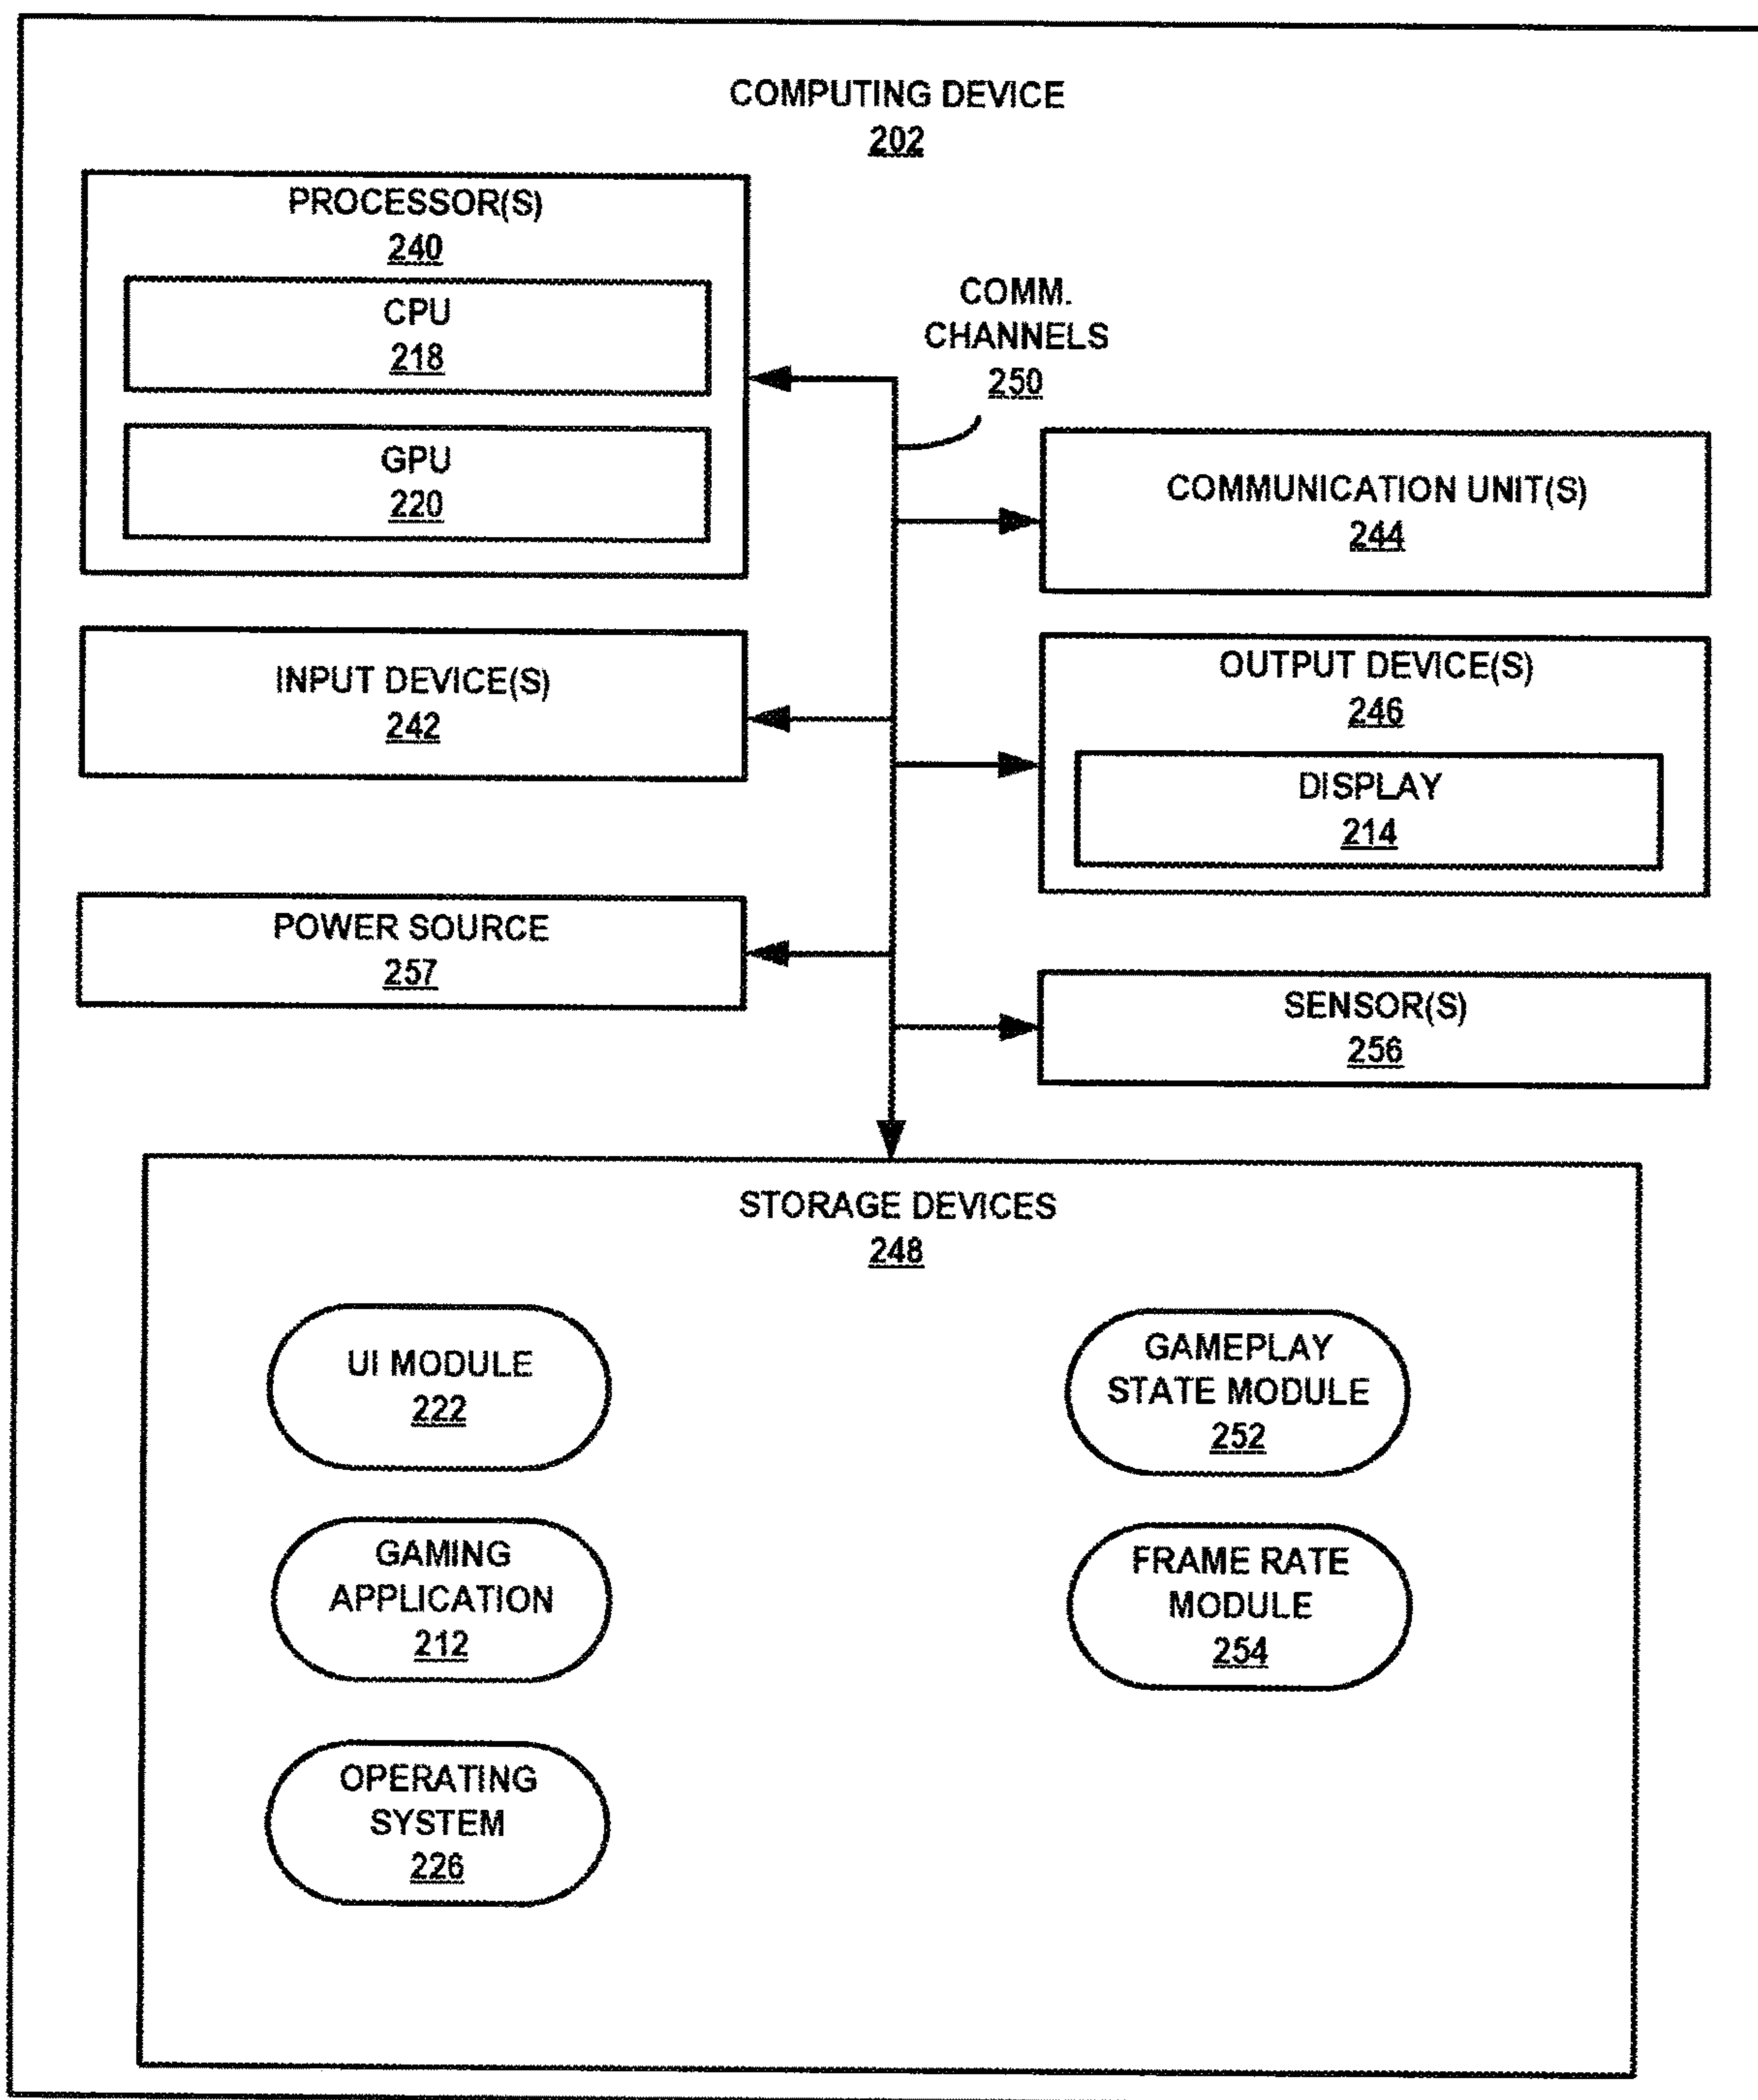 COMPUTING DEVICE
202
PROCESSOR(S)
240
CPU
218
GPU
220
COMM.
CHANNELS
250
COMMUNICATION UNIT(S)
244
INPUT DEVICE(S)
242
OUTPUT DEVICE(S)
246
DISPLAY
214
POWER SOURCE
257
SENSOR(S)
256
STORAGE DEVICES
248
UI MODULE
222
GAMEPLAY
STATE MODULE
252
GAMING
APPLICATION
212
FRAME RATE
MODULE
254
OPERATING
SYSTEM
226